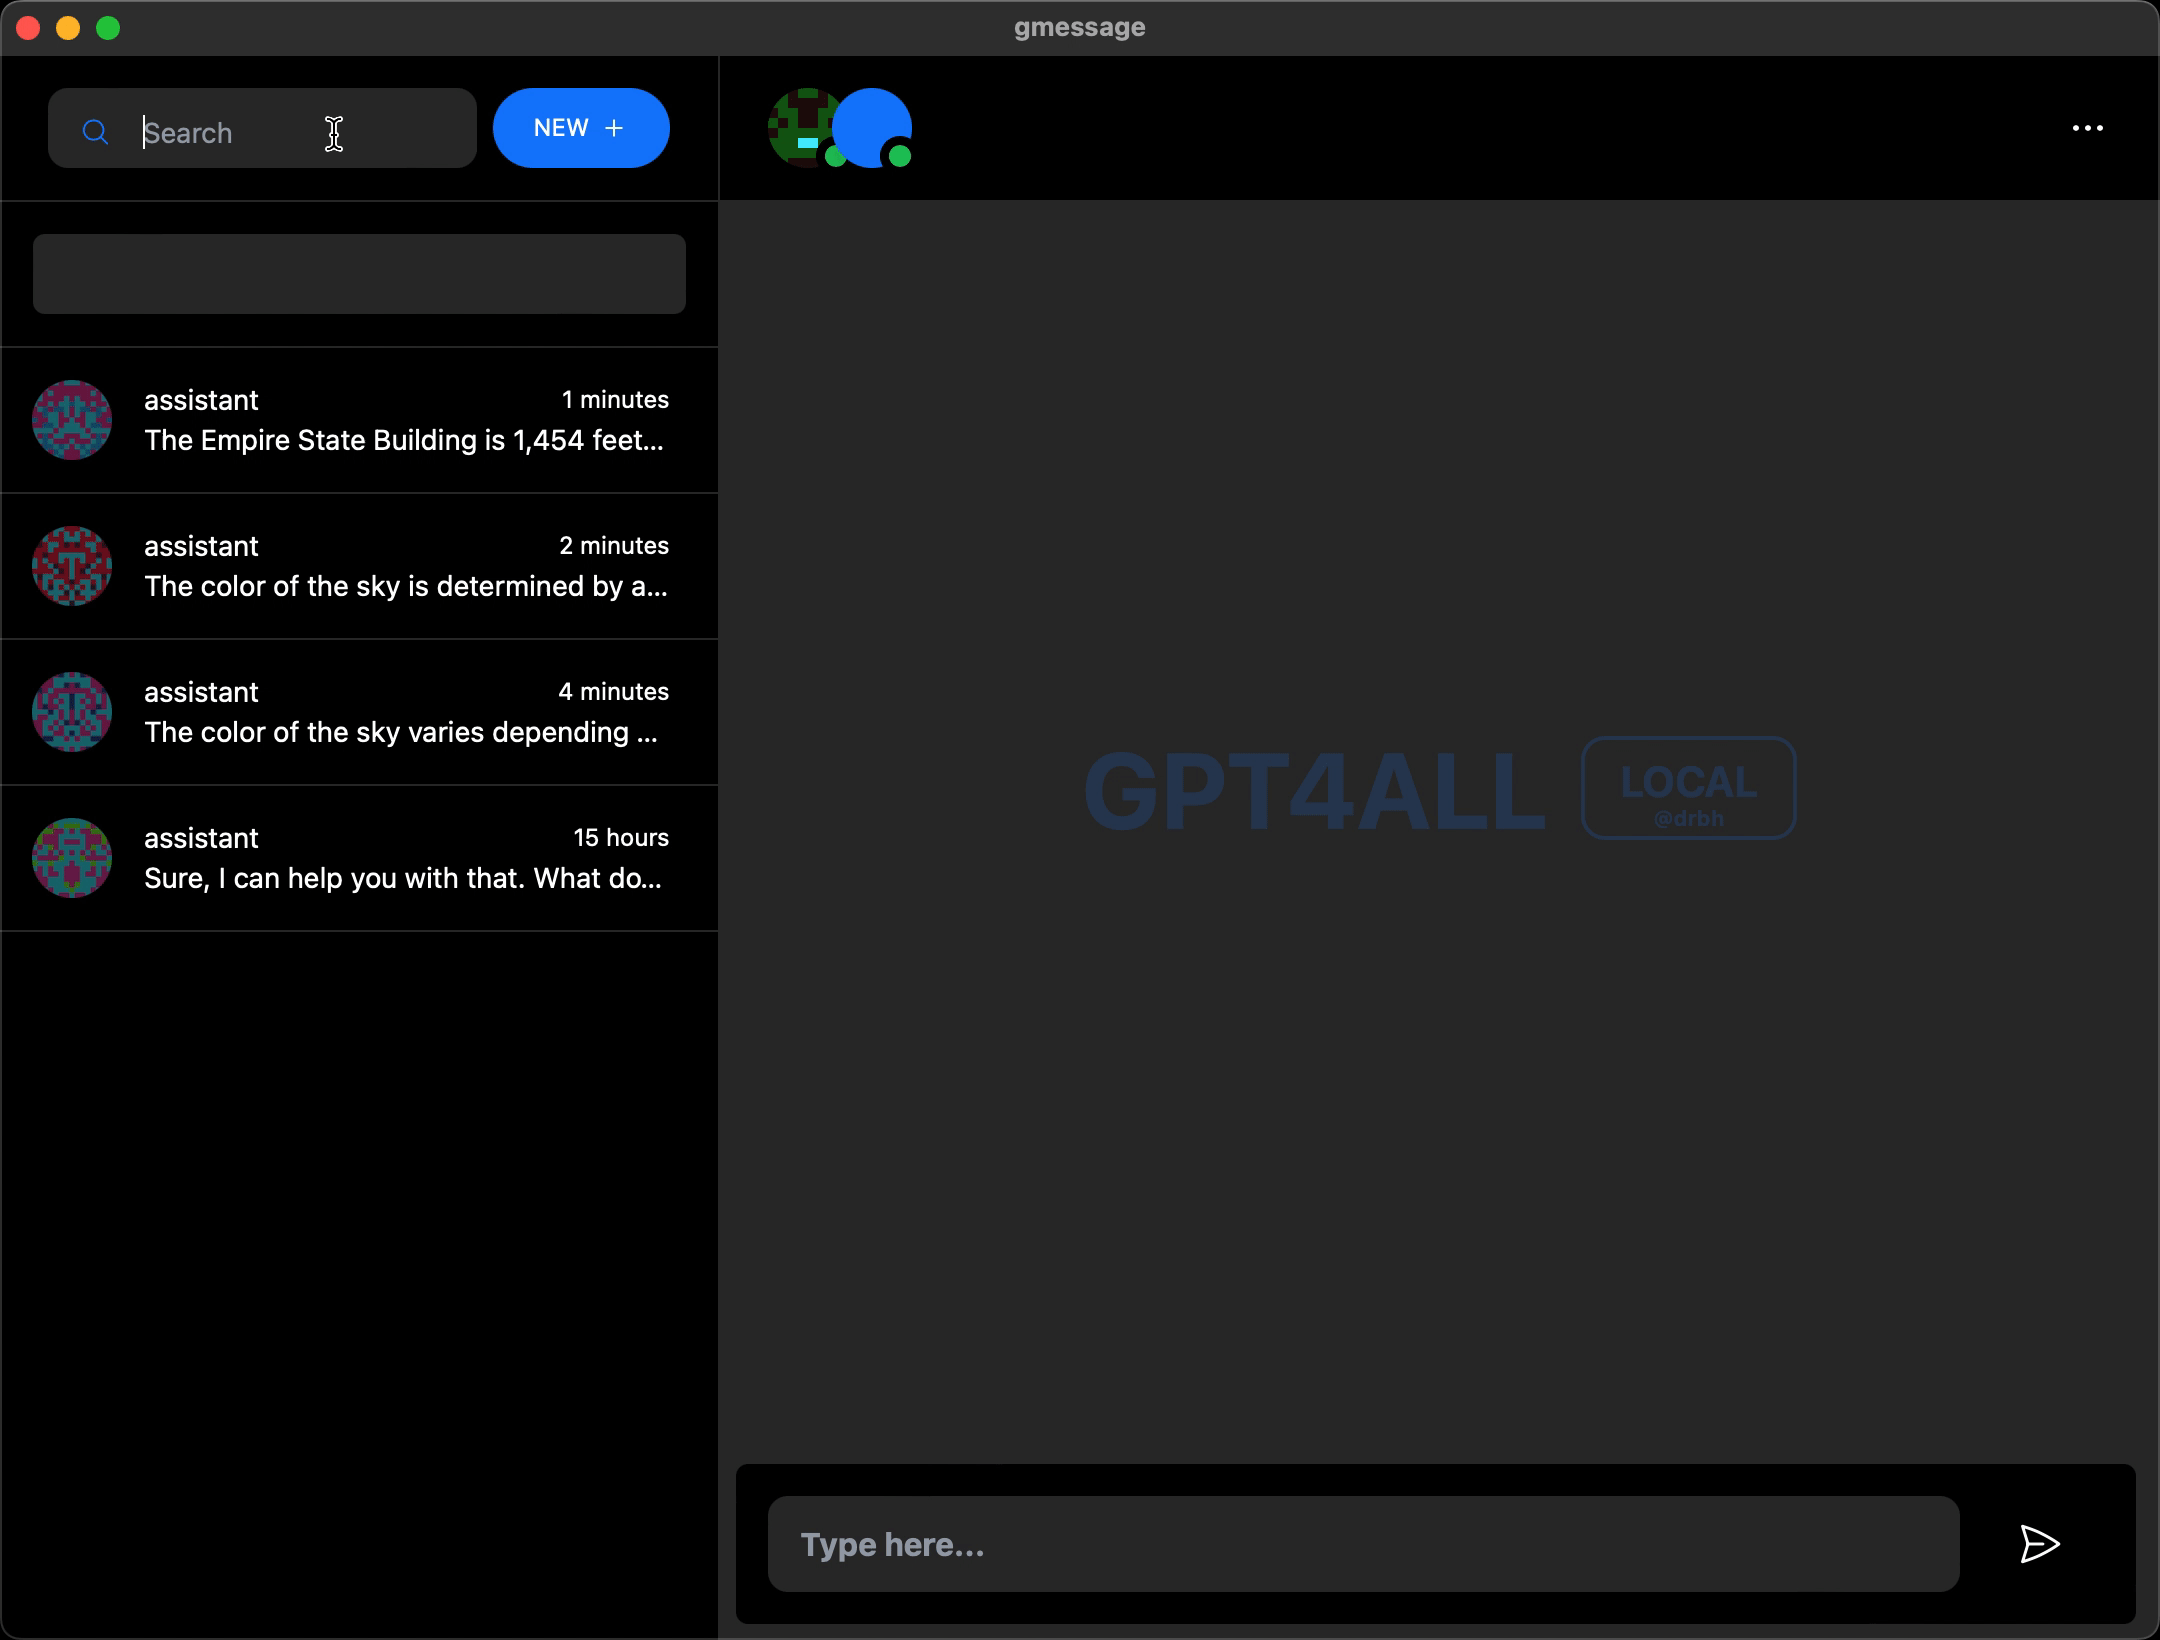 gmessage
Search
NEW +
assistant
1 minutes
The Empire State Building is 1,454 feet...
assistant
2 minutes
The color of the sky is determined by a...
assistant
4 minutes
The color of the sky varies depending ...
assistant
15 hours
Sure, I can help you with that. What do...
GPT4ALL
LOCAL
@drbh
Type here...